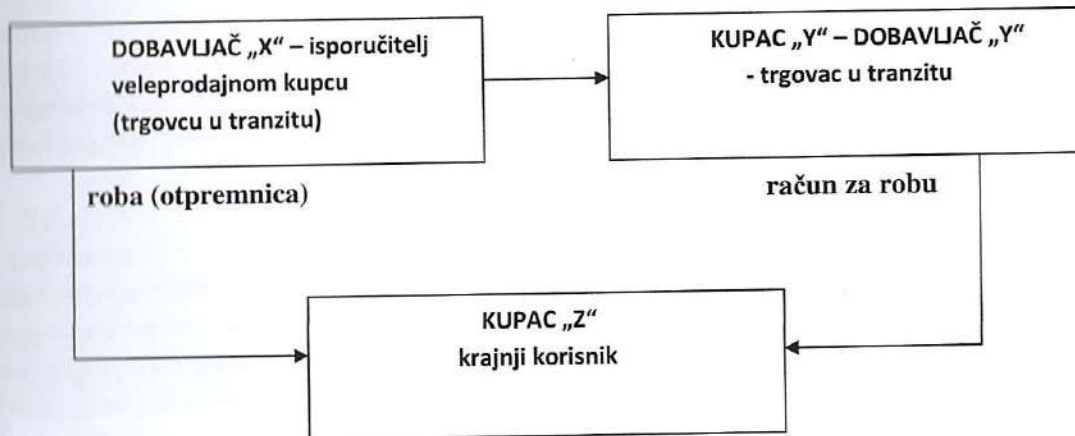 DOBAVLJAČ „X“ – isporučitelj
veleprodajnom kupcu
(trgovcu u tranzitu)
KUPAC „Y“ – DOBAVLJAČ „Y“
- trgovac u tranzitu
roba (otpremnica)
račun za robu
KUPAC „Z“
krajnji korisnik